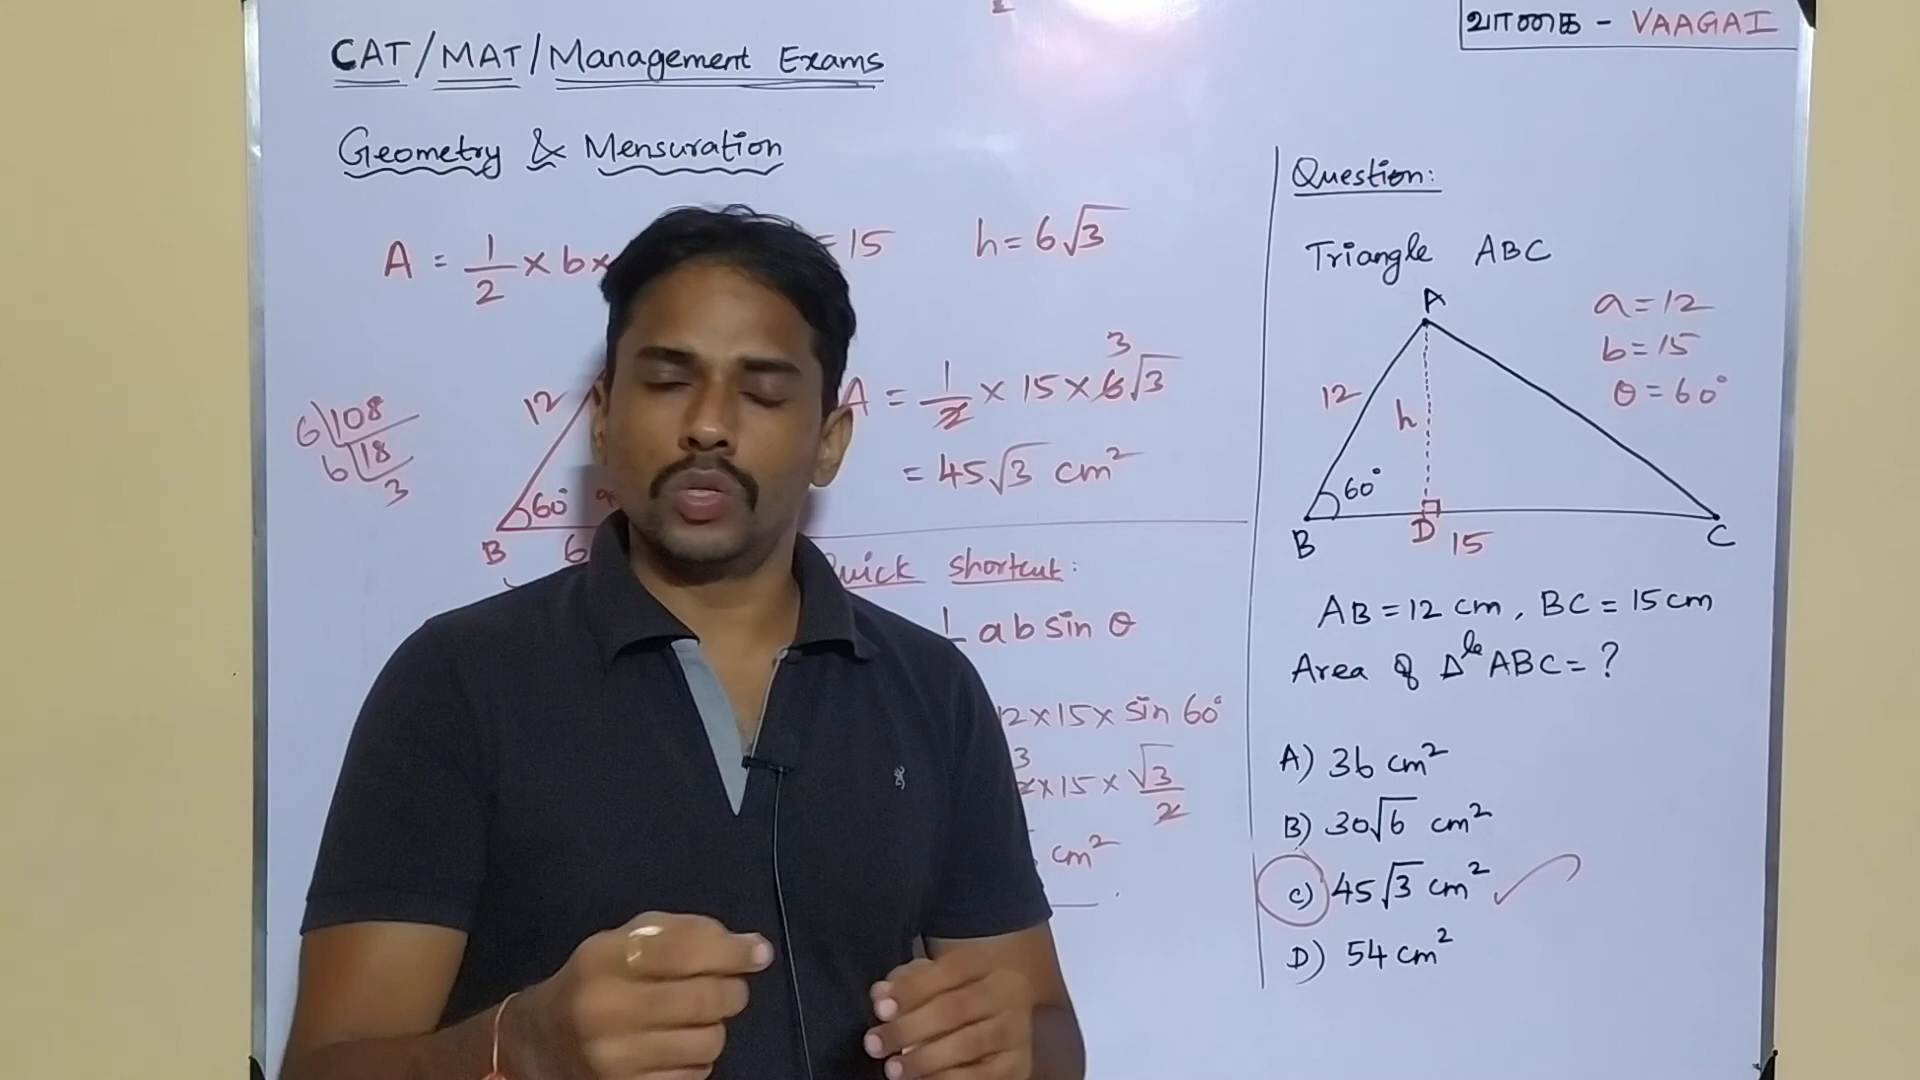 வாகை - VAAGAI
CAT/MAT/Management Exams
Geometry & Mensuration
A = 1/2 × b ×
= 15
h = 6√3
6 108
6 18
3
12
60°
B
6
3
A = 1/2 × 15 × 6√3
= 45√3 cm²
Quick shortcut:
ab sin θ
12 × 15 × sin 60°
3
× 15 × √3/2
cm²
Question:
Triangle ABC
A
a = 12
b = 15
θ = 60°
12
h
60°
B
D
15
C
AB = 12 cm, BC = 15 cm
Area of Δle ABC = ?
A) 36 cm²
B) 30√6 cm²
C) 45√3 cm²
D) 54 cm²